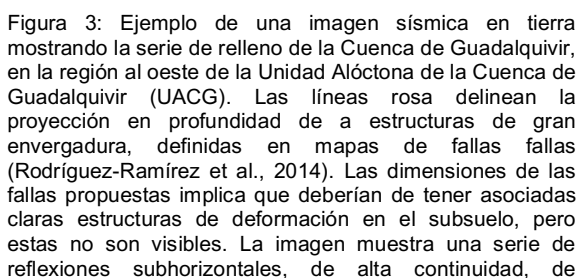 Figura 3: Ejemplo de una imagen sísmica en tierra
mostrando la serie de relleno de la Cuenca de Guadalquivir,
en la región al oeste de la Unidad Alóctona de la Cuenca de
Guadalquivir (UACG). Las líneas rosa delinean la
proyección en profundidad de a estructuras de gran
envergadura, definidas en mapas de fallas fallas
(Rodríguez-Ramírez et al., 2014). Las dimensiones de las
fallas propuestas implica que deberían de tener asociadas
claras estructuras de deformación en el subsuelo, pero
estas no son visibles. La imagen muestra una serie de
reflexiones subhorizontales, de alta continuidad, de